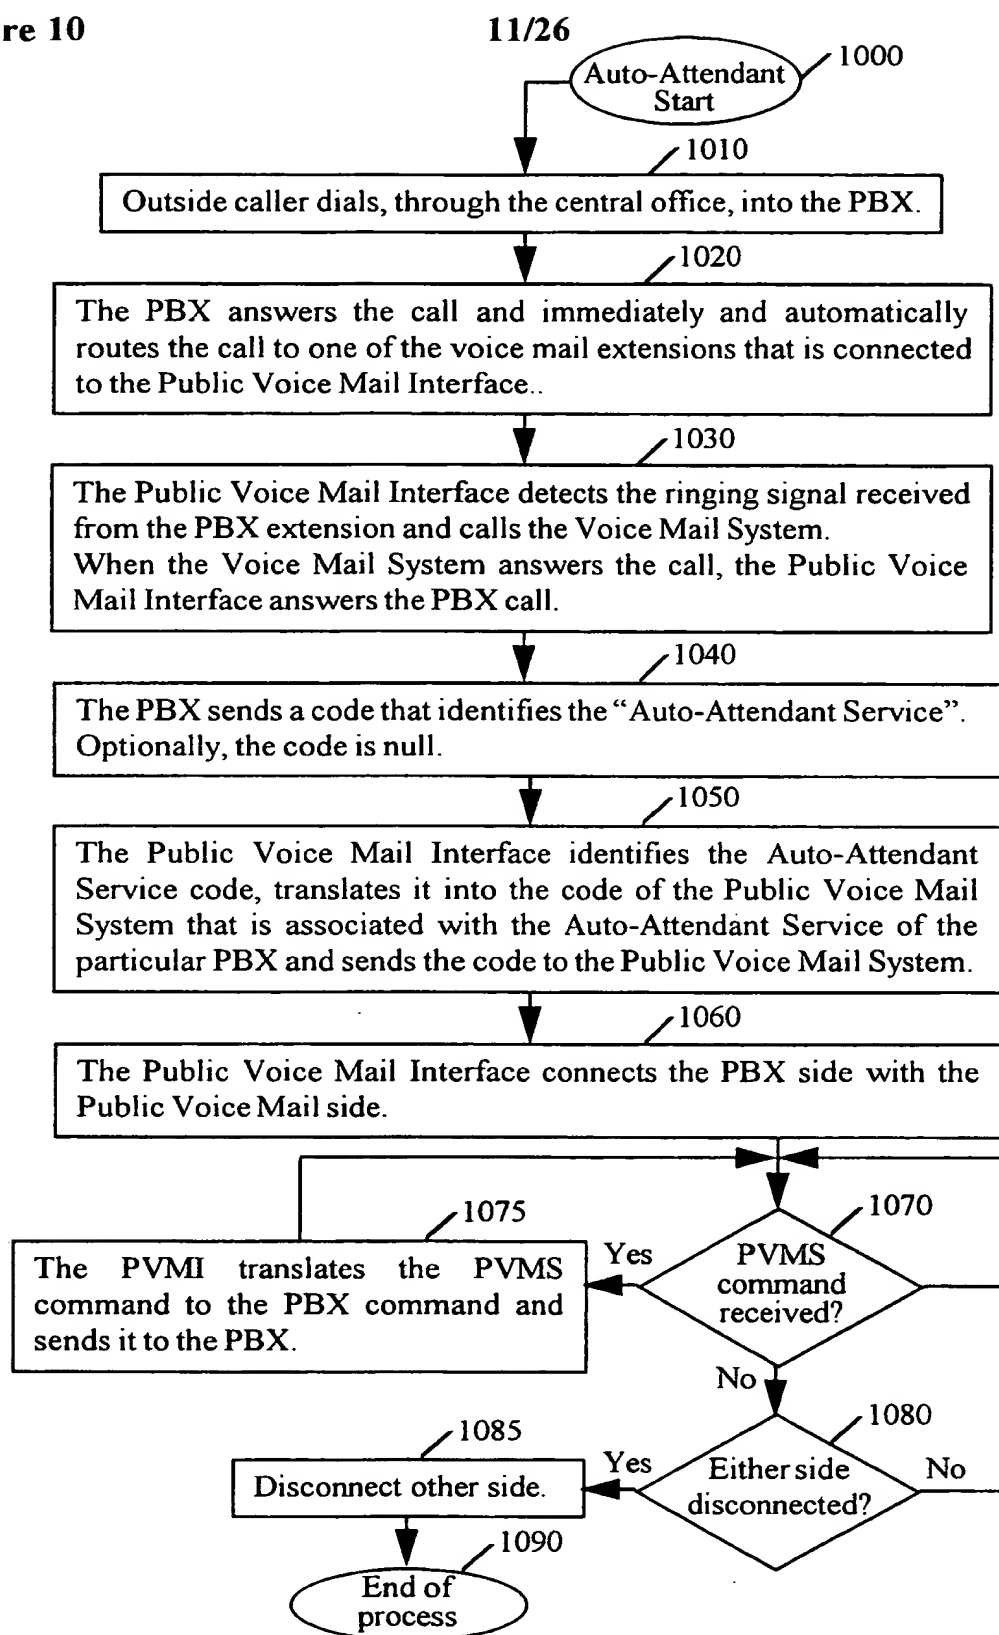 re 10
11/26
Auto-Attendant
Start
1000
1010
Outside caller dials, through the central office, into the PBX.
1020
The PBX answers the call and immediately and automatically
routes the call to one of the voice mail extensions that is connected
to the Public Voice Mail Interface..
1030
The Public Voice Mail Interface detects the ringing signal received
from the PBX extension and calls the Voice Mail System.
When the Voice Mail System answers the call, the Public Voice
Mail Interface answers the PBX call.
1040
The PBX sends a code that identifies the “Auto-Attendant Service”.
Optionally, the code is null.
1050
The Public Voice Mail Interface identifies the Auto-Attendant
Service code, translates it into the code of the Public Voice Mail
System that is associated with the Auto-Attendant Service of the
particular PBX and sends the code to the Public Voice Mail System.
1060
The Public Voice Mail Interface connects the PBX side with the
Public Voice Mail side.
1070
PVMS
command
received?
Yes
1075
The PVMI translates the PVMS
command to the PBX command and
sends it to the PBX.
No
1080
Either side
disconnected?
No
Yes
1085
Disconnect other side.
1090
End of
process